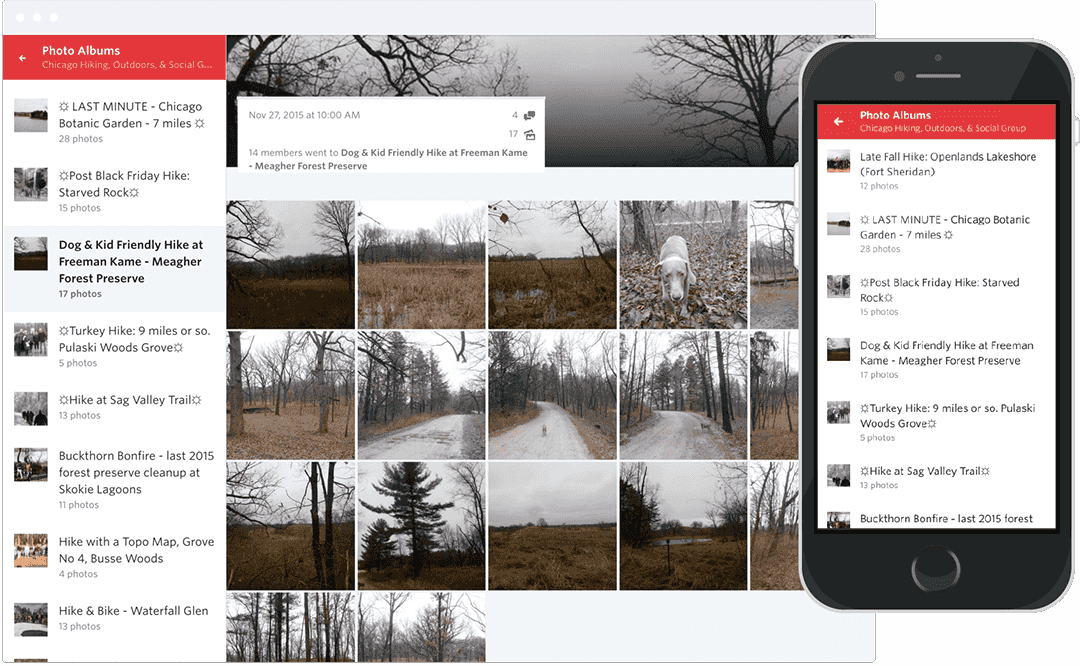 Photo Albums
Chicago Hiking, Outdoors, & Social G...
☼ LAST MINUTE - Chicago
Botanic Garden - 7 miles ☼
28 photos
☼Post Black Friday Hike:
Starved Rock☼
15 photos
Dog & Kid Friendly Hike at
Freeman Kame - Meagher
Forest Preserve
17 photos
☼Turkey Hike: 9 miles or so.
Pulaski Woods Grove☼
5 photos
☼Hike at Sag Valley Trail☼
13 photos
Buckthorn Bonfire - last 2015
forest preserve cleanup at
Skokie Lagoons
11 photos
Hike with a Topo Map, Grove
No 4, Busse Woods
4 photos
Hike & Bike - Waterfall Glen
13 photos
Nov 27, 2015 at 10:00 AM
4
17
14 members went to Dog & Kid Friendly Hike at Freeman Kame
- Meagher Forest Preserve
Photo Albums
Chicago Hiking, Outdoors, & Social Group
Late Fall Hike: Openlands Lakeshore
(Fort Sheridan)
12 photos
☼ LAST MINUTE - Chicago Botanic
Garden - 7 miles ☼
28 photos
☼Post Black Friday Hike: Starved
Rock☼
15 photos
Dog & Kid Friendly Hike at Freeman
Kame - Meagher Forest Preserve
17 photos
☼Turkey Hike: 9 miles or so. Pulaski
Woods Grove☼
5 photos
☼Hike at Sag Valley Trail☼
13 photos
Buckthorn Bonfire - last 2015 forest